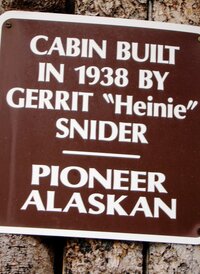 CABIN BUILT
IN 1938 BY
GERRIT "Heinie"
SNIDER
PIONEER
ALASKAN